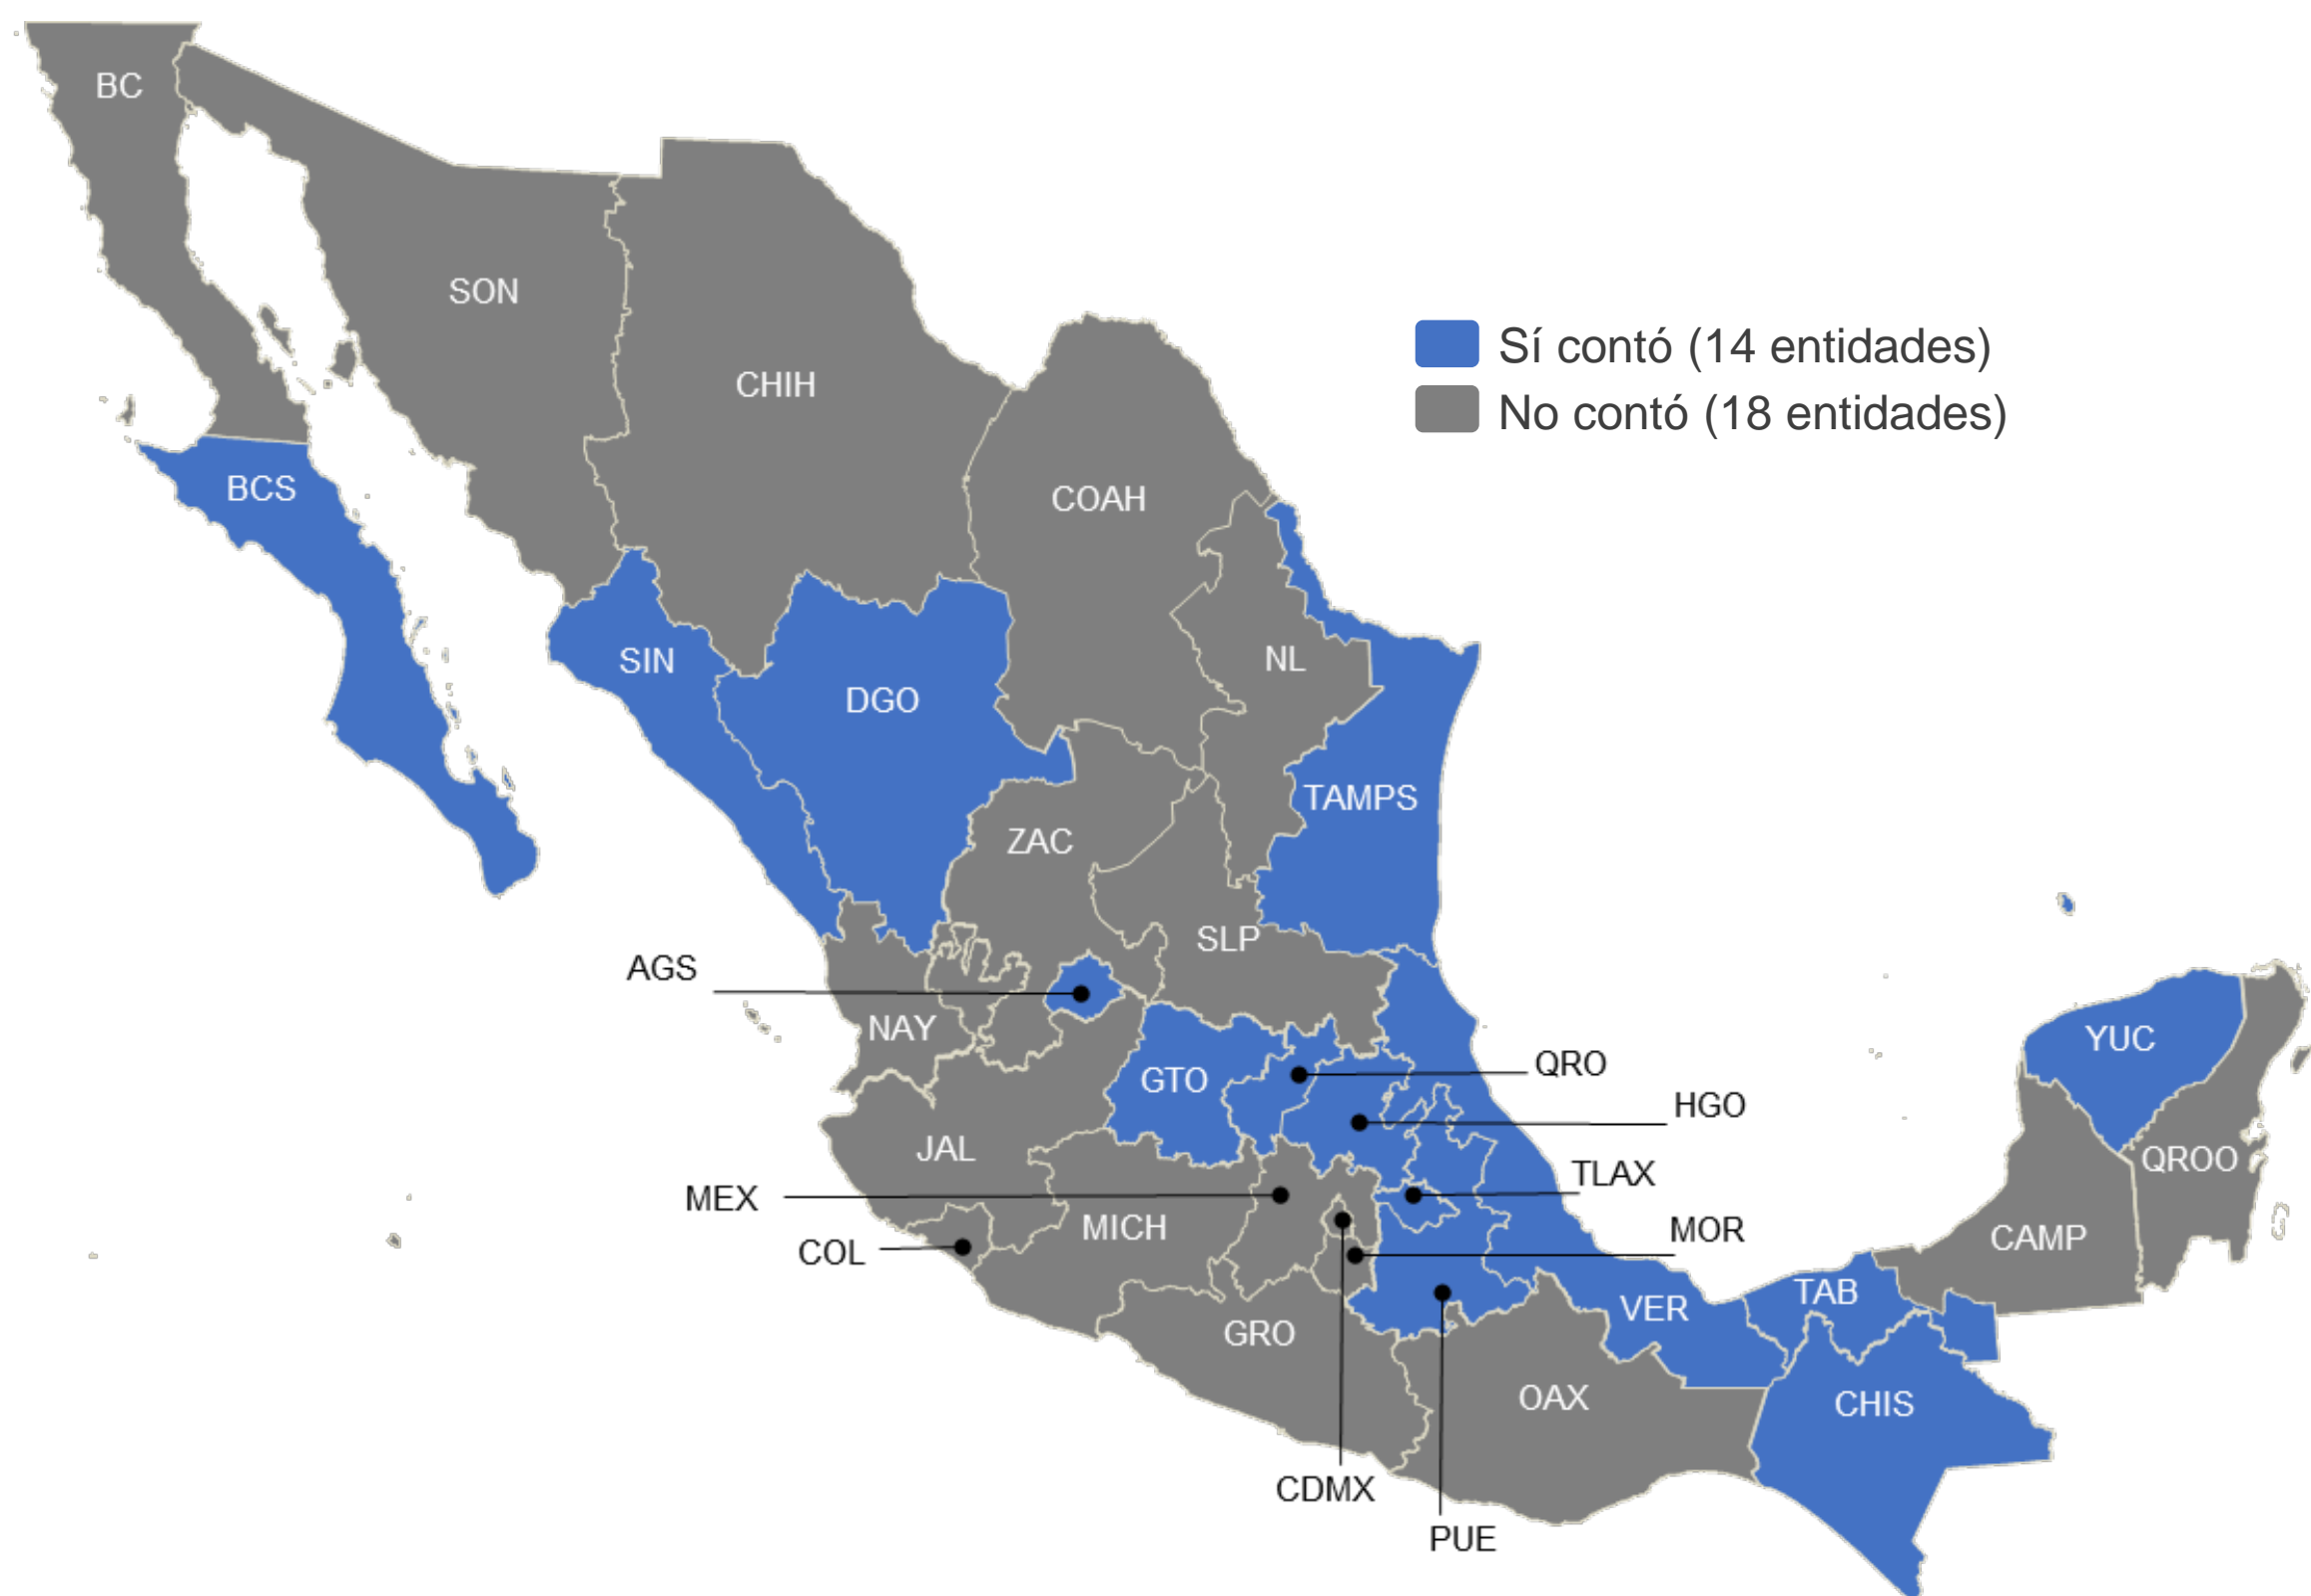 BC
SON
CHIH
Sí contó (14 entidades)
No contó (18 entidades)
BCS
COAH
SIN
NL
DGO
TAMPS
ZAC
SLP
AGS
NAY
YUC
QRO
GTO
HGO
JAL
QROO
TLAX
MEX
MICH
MOR
CAMP
COL
TAB
VER
GRO
OAX
CHIS
CDMX
PUE